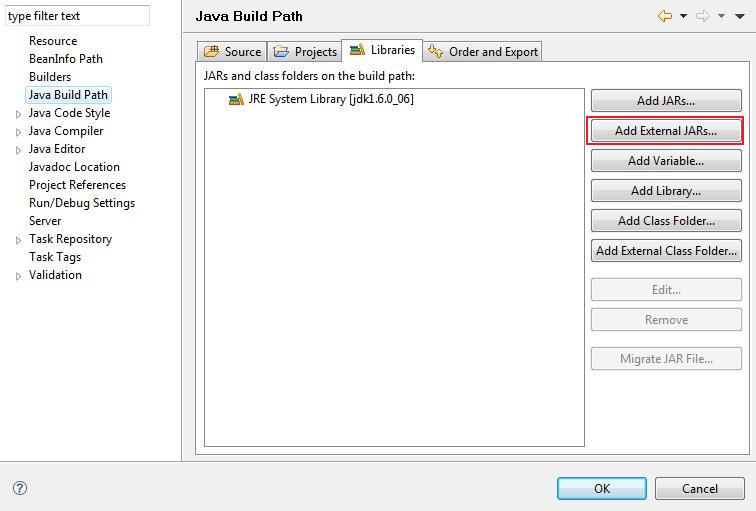 type filter text
Resource
BeanInfo Path
Builders
Java Build Path
Java Code Style
Java Compiler
Java Editor
Javadoc Location
Project References
Run/Debug Settings
Server
Task Repository
Task Tags
Validation
Java Build Path
Source Projects Libraries Order and Export
JARs and class folders on the build path:
JRE System Library [jdk1.6.0_06]
Add JARs...
Add External JARs...
Add Variable...
Add Library...
Add Class Folder...
Add External Class Folder...
Edit...
Remove
Migrate JAR File...
OK Cancel